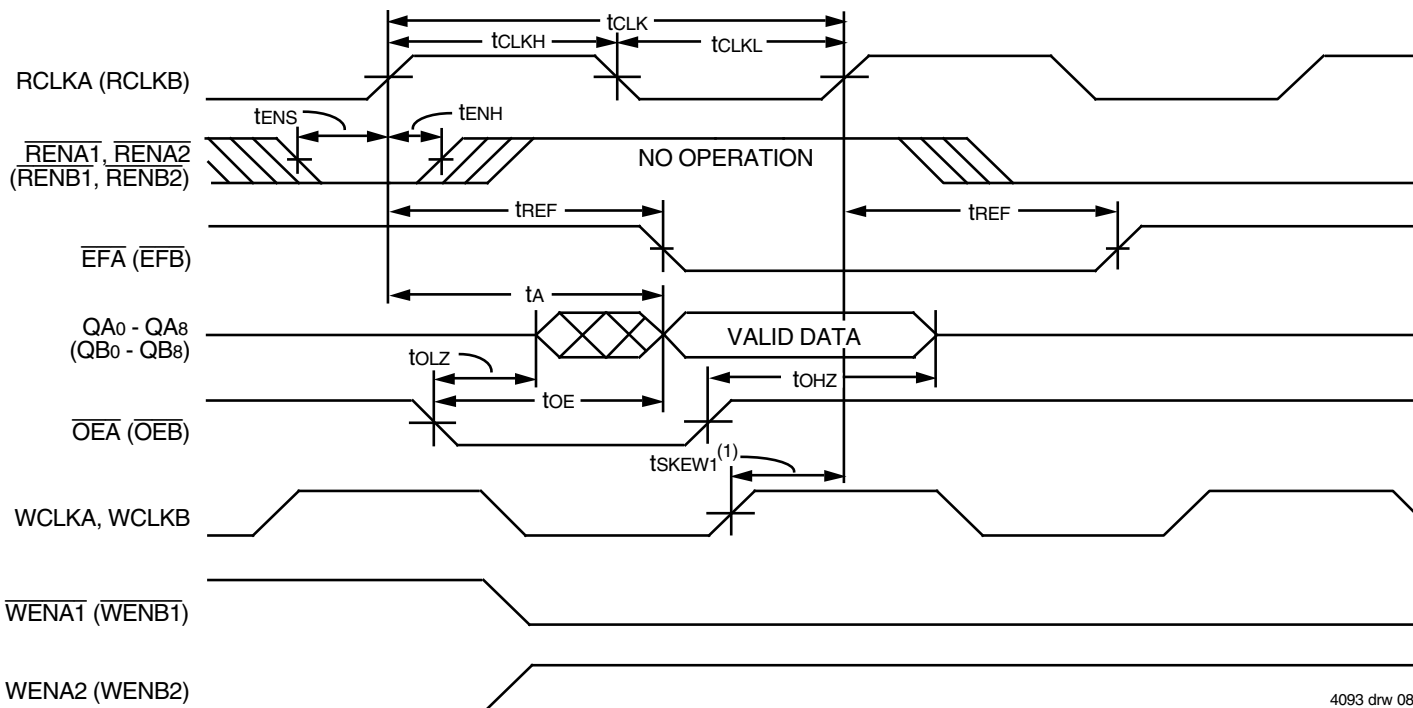 tCLK
tCLKH
tCLKL
RCLKA (RCLKB)
tENS
tENH
RENA1, RENA2
(RENB1, RENB2)
NO OPERATION
tREF
tREF
EFA (EFB)
tA
QA0 - QA8
(QB0 - QB8)
VALID DATA
tOLZ
tOHZ
tOE
OEA (OEB)
tSKEW1(1)
WCLKA, WCLKB
WENA1 (WENB1)
WENA2 (WENB2)
4093 drw 08